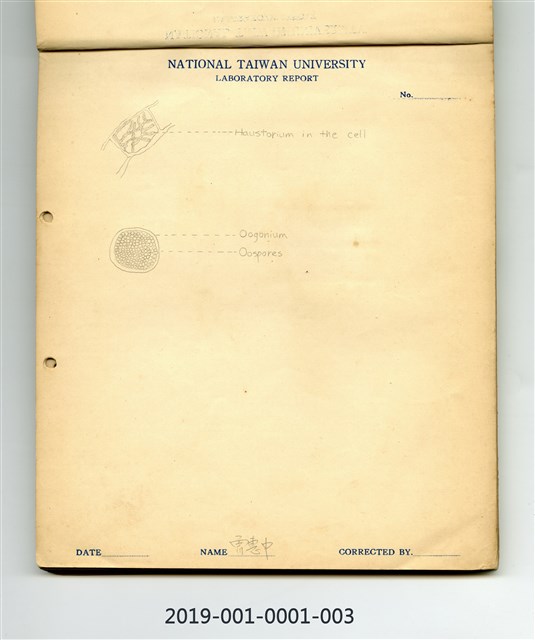 NATIONAL TAIWAN UNIVERSITY
LABORATORY REPORT
No.
Haustorium in the cell
Oogonium
Oospores
DATE
NAME
CORRECTED BY.
2019-001-0001-003